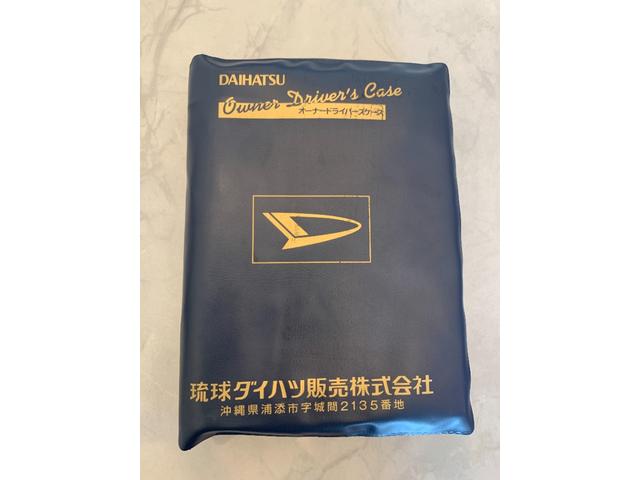 DAIHATSU
Owner Driver's Case
オーナードライバーズケース
琉球ダイハツ販売株式会社
沖縄県浦添市字城間2135番地